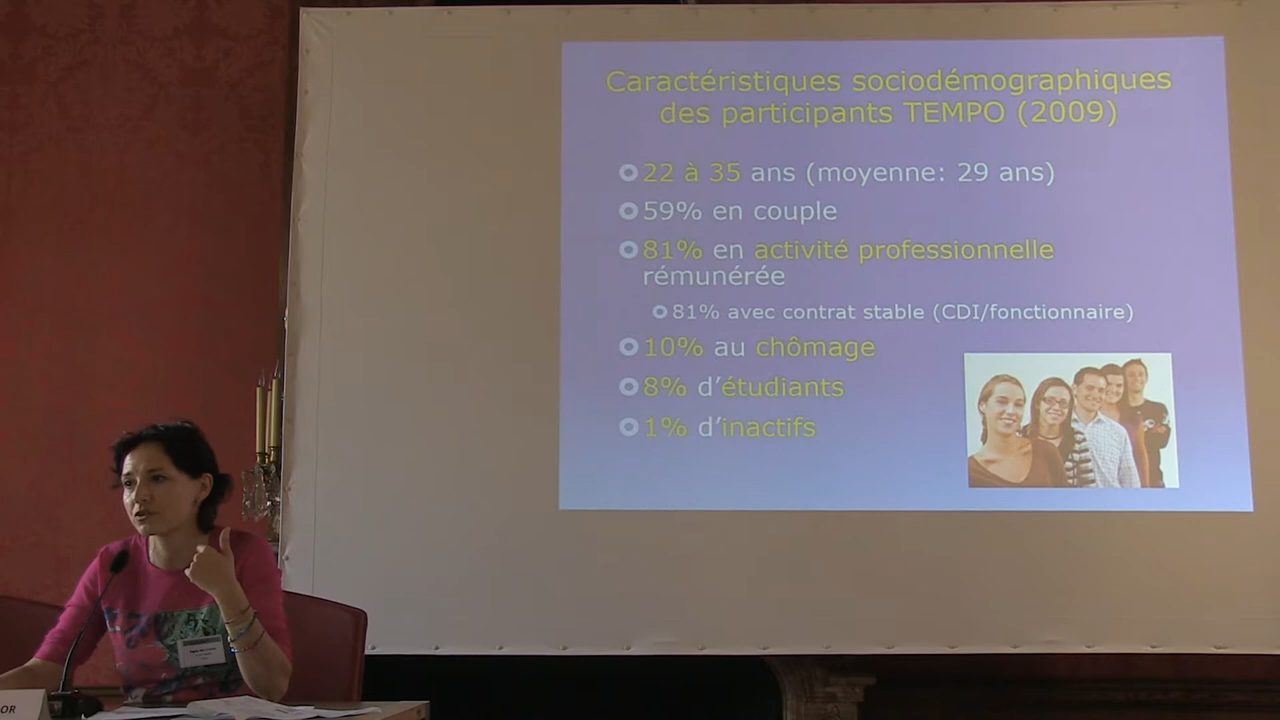 Caractéristiques sociodémographiques
des participants TEMPO (2009)
22 à 35 ans (moyenne: 29 ans)
59% en couple
81% en activité professionnelle
rémunérée
81% avec contrat stable (CDI/fonctionnaire)
10% au chômage
8% d’étudiants
1% d’inactifs
OR